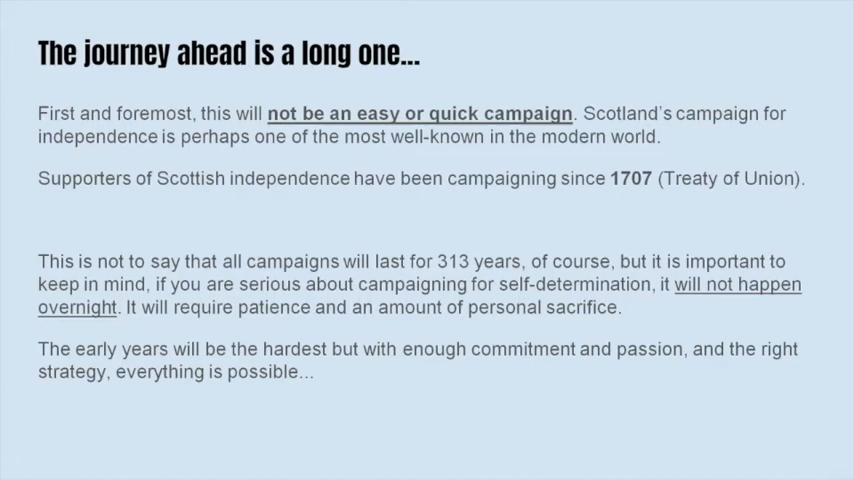 The journey ahead is a long one...
First and foremost, this will not be an easy or quick campaign. Scotland's campaign for
independence is perhaps one of the most well-known in the modern world.
Supporters of Scottish independence have been campaigning since 1707 (Treaty of Union).
This is not to say that all campaigns will last for 313 years, of course, but it is important to
keep in mind, if you are serious about campaigning for self-determination, it will not happen
overnight. It will require patience and an amount of personal sacrifice.
The early years will be the hardest but with enough commitment and passion, and the right
strategy, everything is possible...